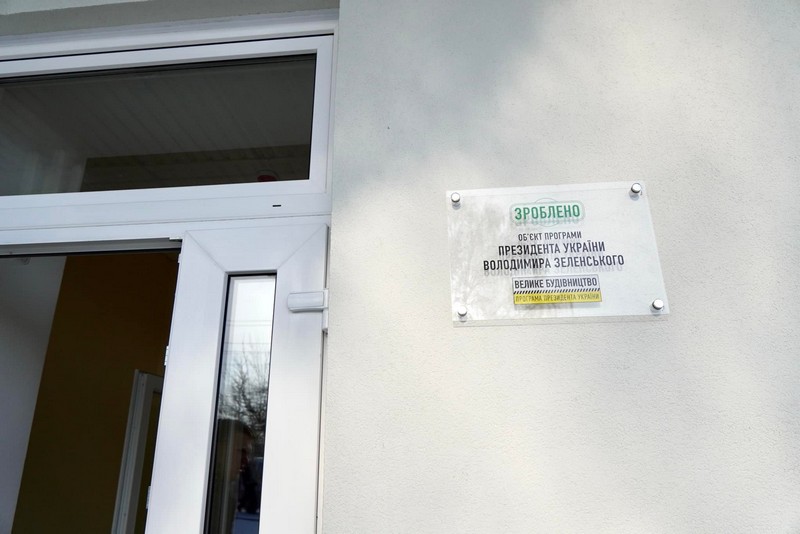 ЗРОБЛЕНО
ОБ'ЄКТ ПРОГРАМИ
ПРЕЗИДЕНТА УКРАЇНИ
ВОЛОДИМИРА ЗЕЛЕНСЬКОГО
ВЕЛИКЕ БУДІВНИЦТВО
ПРОГРАМА ПРЕЗИДЕНТА УКРАЇНИ